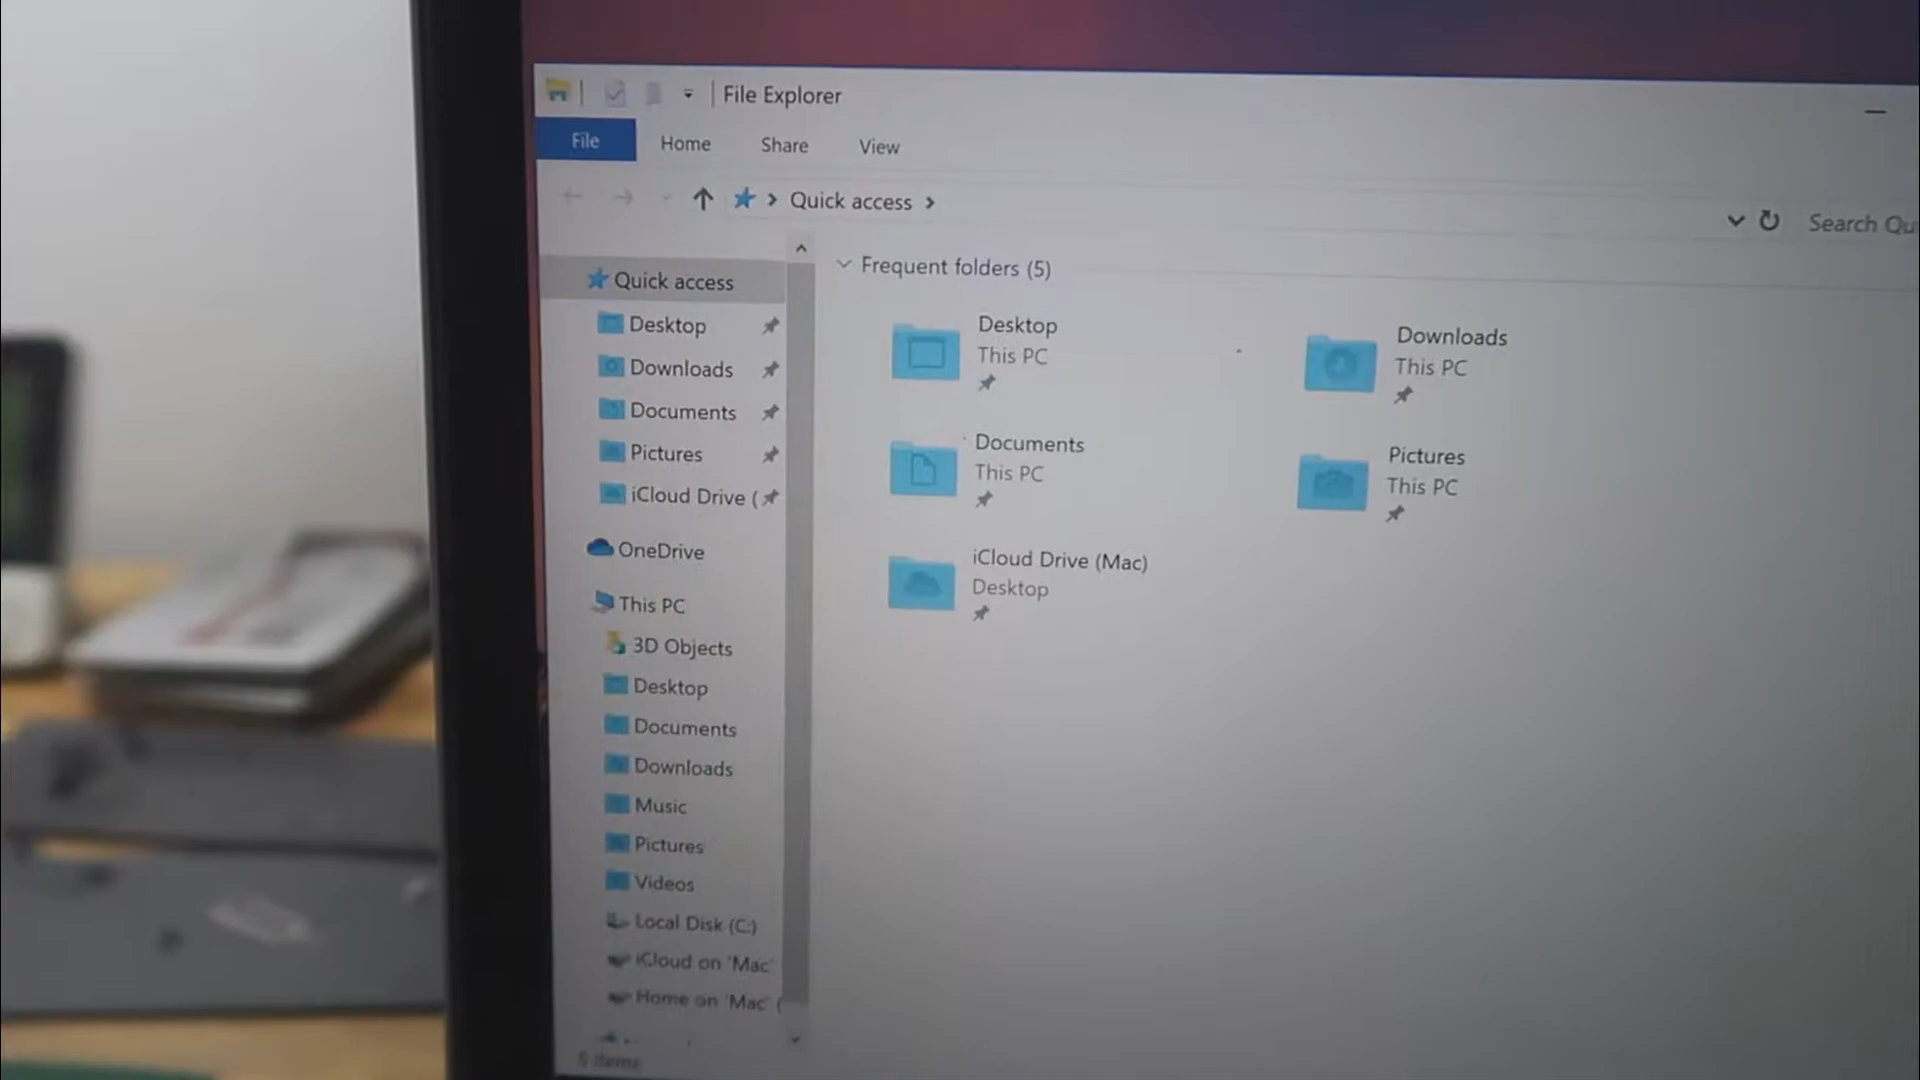 File Explorer
File Home Share View
Quick access
Search Qu
Quick access
Desktop
Downloads
Documents
Pictures
iCloud Drive (
OneDrive
This PC
3D Objects
Desktop
Documents
Downloads
Music
Pictures
Videos
Local Disk (C:)
iCloud on 'Mac'
Home on 'Mac' (
5 items
Frequent folders (5)
Desktop
This PC
Downloads
This PC
Documents
This PC
Pictures
This PC
iCloud Drive (Mac)
Desktop